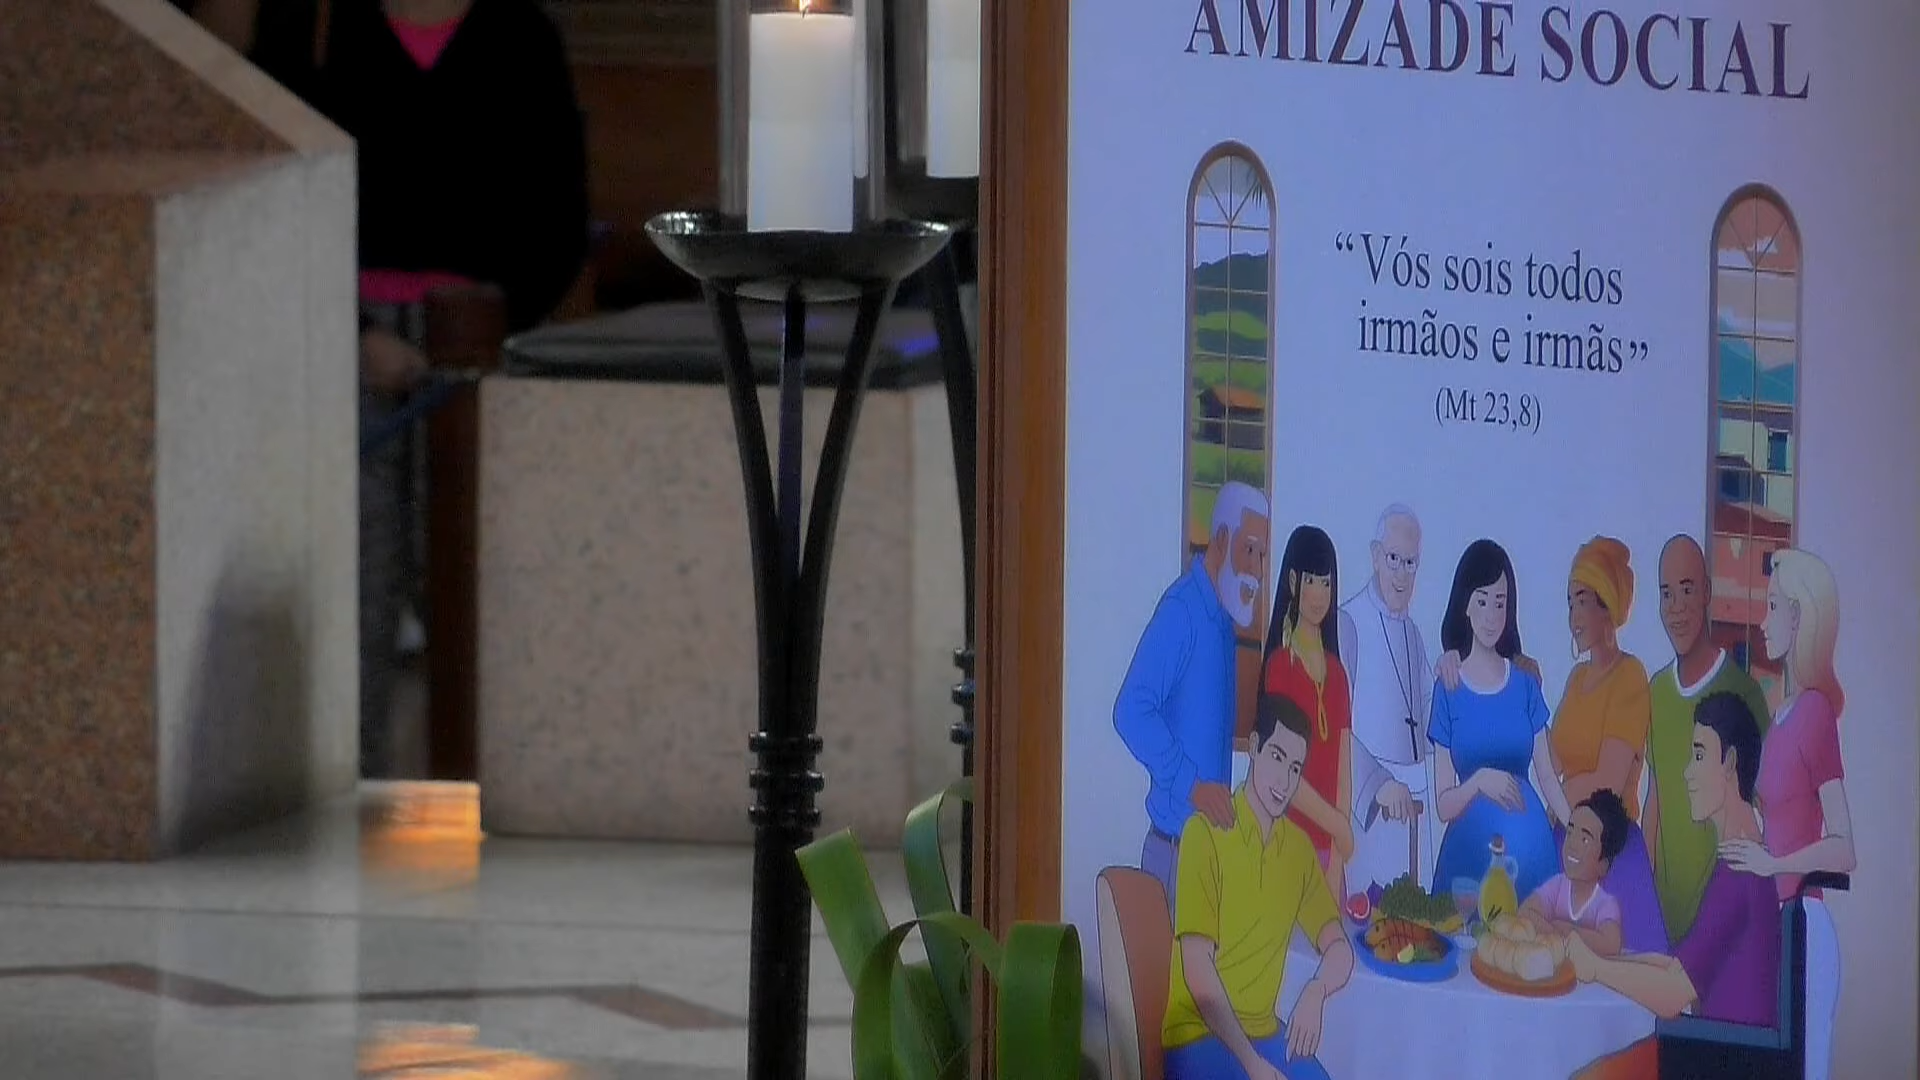 AMIZADE SOCIAL
“Vós sois todos
irmãos e irmãs”
(Mt 23,8)